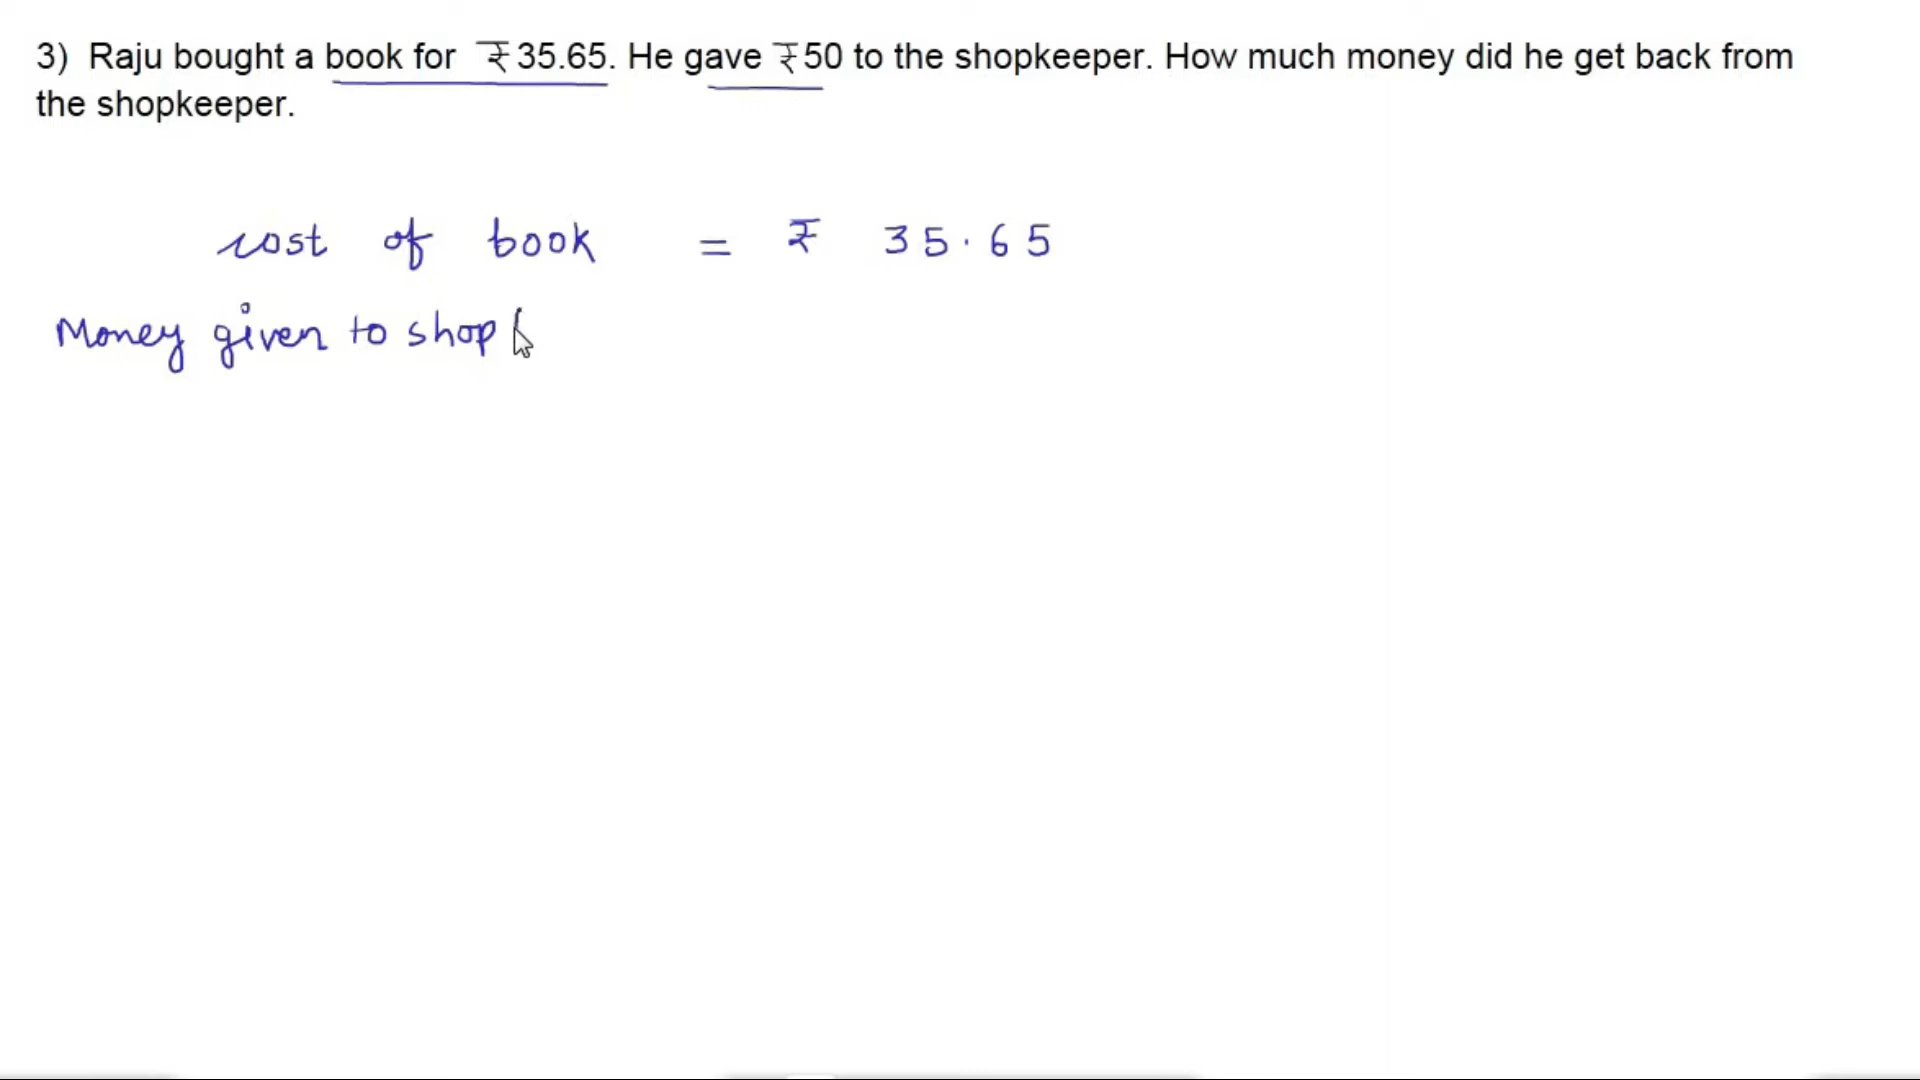 3) Raju bought a book for ₹35.65. He gave ₹50 to the shopkeeper. How much money did he get back from
the shopkeeper.
cost of book = ₹ 35.65
Money given to shop